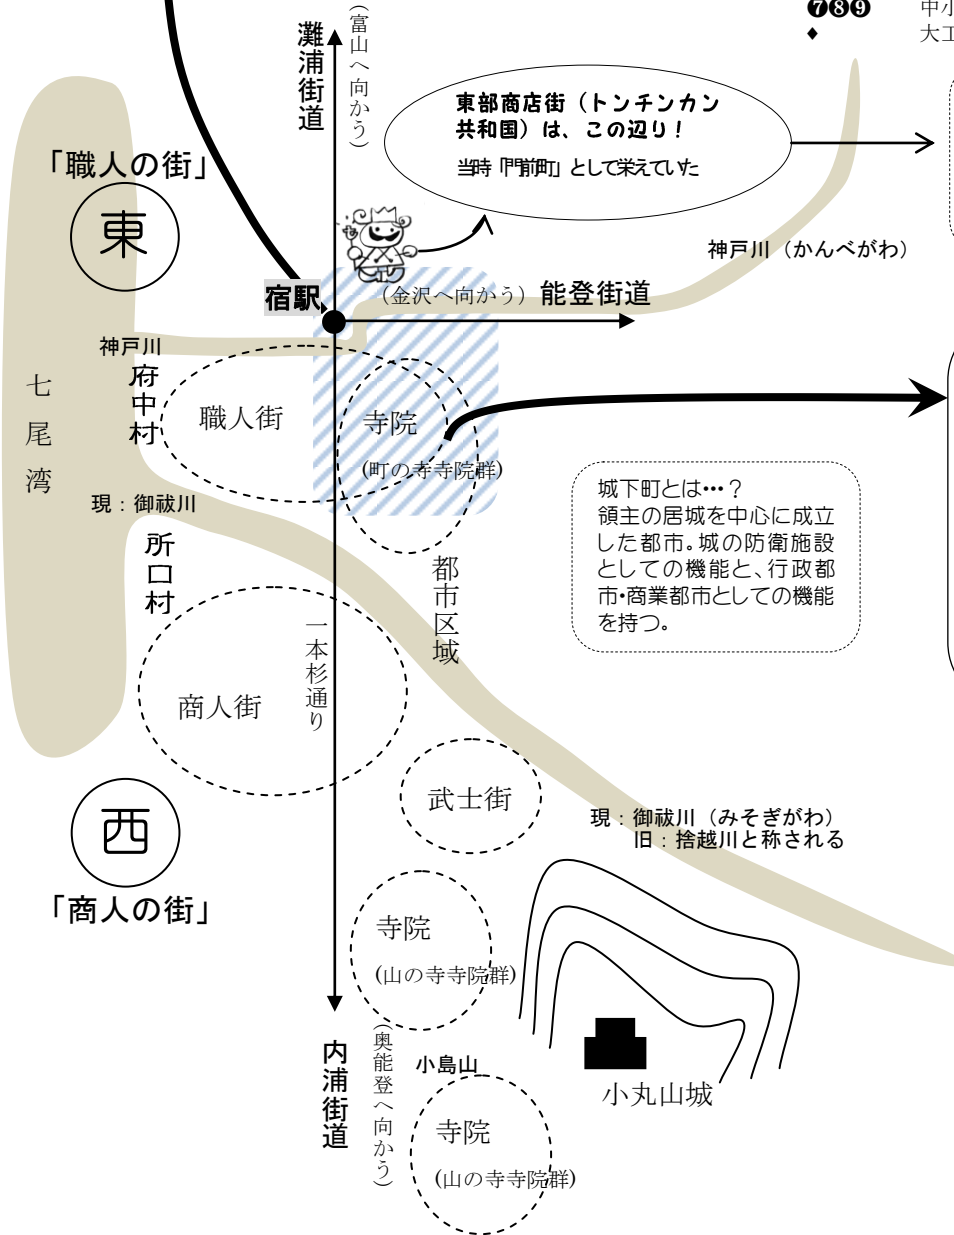 ❼❽❾ 中小
♦ 大工
灘浦街道
（富山へ向かう）
東部商店街（トンチンカン
共和国）は、この辺り！
当時『門前町』として栄えていた
「職人の街」
東
神戸川（かんべがわ）
宿駅
（金沢へ向かう）能登街道
神戸川
府中村
七尾湾
職人街
寺院
(町の寺寺院群)
現：御祓川
城下町とは…？
領主の居城を中心に成立
した都市。城の防衛施設
としての機能と、行政都
市・商業都市としての機能
を持つ。
所口村
都市区域
一本杉通り
商人街
武士街
西
「商人の街」
現：御祓川（みそぎがわ）
旧：捨越川と称される
寺院
(山の寺寺院群)
内浦街道
（奥能登へ向かう）
小島山
小丸山城
寺院
(山の寺寺院群)